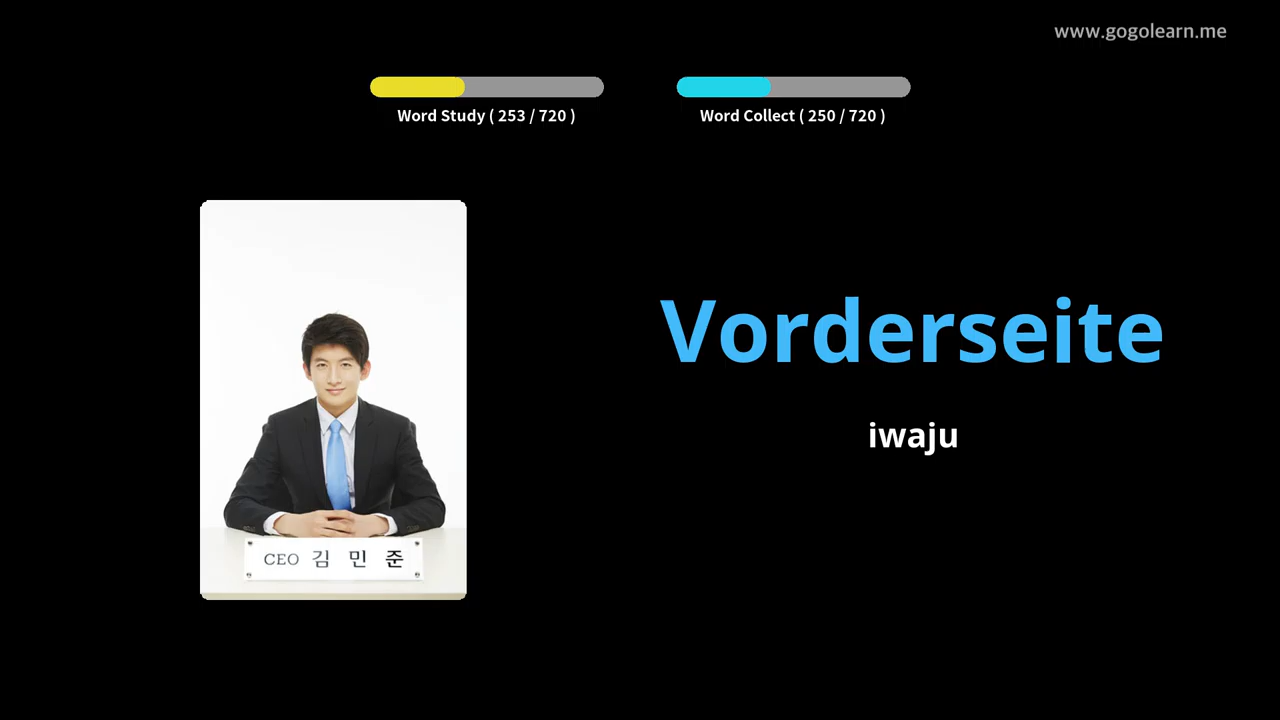 www.gogolearn.me
Word Study ( 253 / 720 )
Word Collect ( 250 / 720 )
Vorderseite
iwaju
CEO 김 민 준